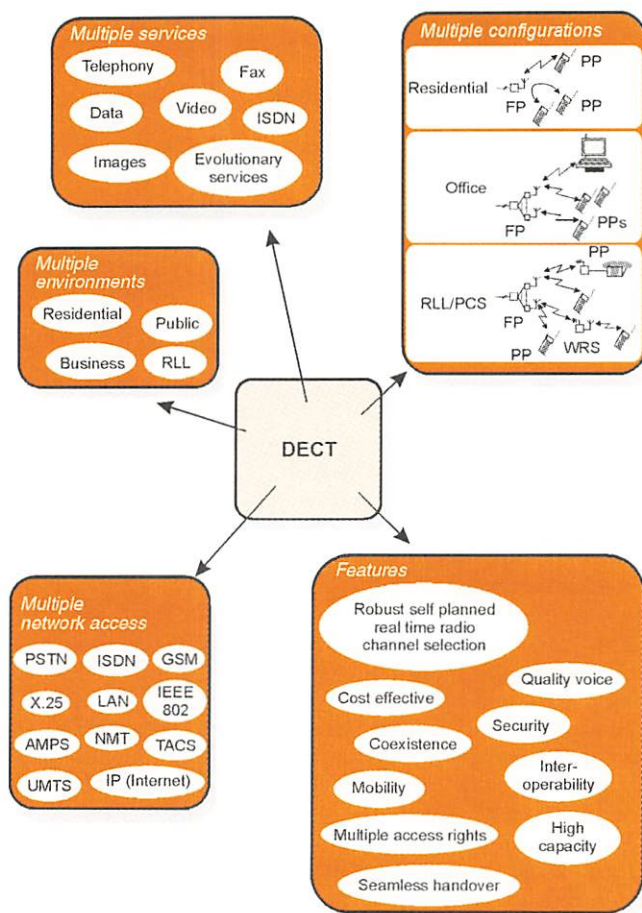 Multiple services
Telephony
Fax
Data
Video
ISDN
Images
Evolutionary
services
Multiple configurations
Residential
PP
FP
PP
Office
FP
PPs
RLL/PCS
PP
FP
PP
WRS
Multiple
environments
Residential
Public
Business
RLL
DECT
Multiple
network access
PSTN
ISDN
GSM
X.25
LAN
IEEE
802
AMPS
NMT
TACS
UMTS
IP (Internet)
Features
Robust self planned
real time radio
channel selection
Quality voice
Cost effective
Security
Coexistence
Inter-
operability
Mobility
Multiple access rights
High
capacity
Seamless handover